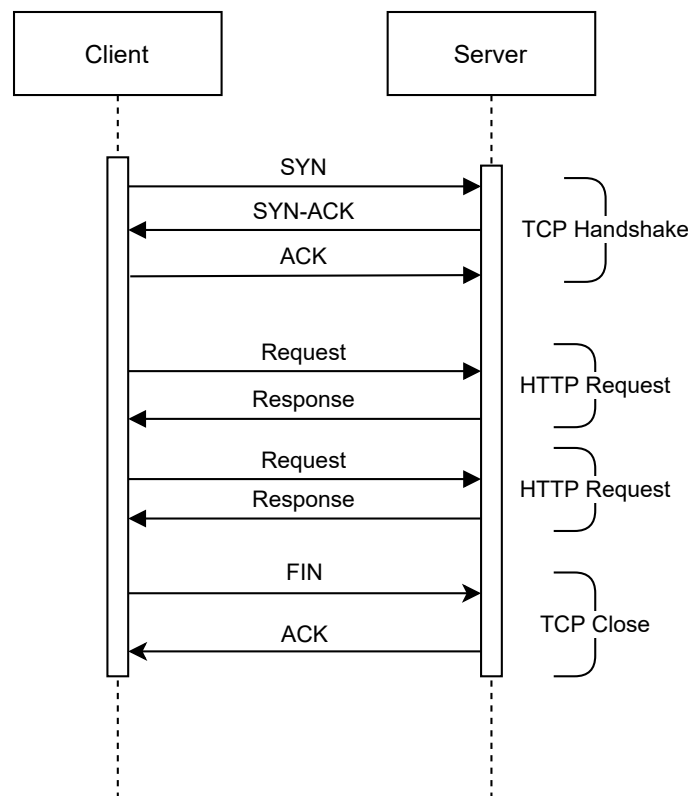 Client
Server
SYN
SYN-ACK
TCP Handshake
ACK
Request
HTTP Request
Response
Request
HTTP Request
Response
FIN
TCP Close
ACK